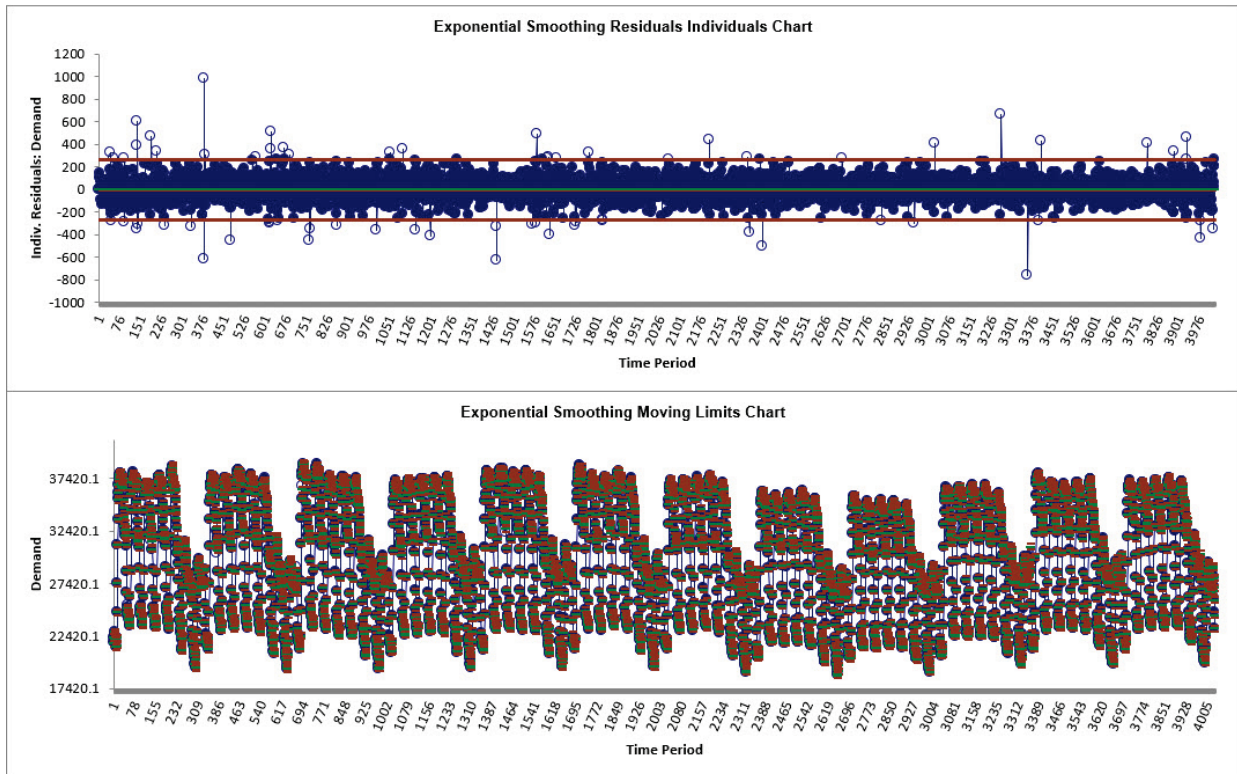 Exponential Smoothing Residuals Individuals Chart
Indiv. Residuals: Demand
1200
1000
800
600
400
200
0
-200
-400
-600
-800
-1000
1 76 151 226 301 376 451 526 601 676 751 826 901 976 1051 1126 1201 1276 1351 1426 1501 1576 1651 1726 1801 1876 1951 2026 2101 2176 2251 2326 2401 2476 2551 2626 2701 2776 2851 2926 3001 3076 3151 3226 3301 3376 3451 3526 3601 3676 3751 3826 3901 3976
Time Period
Exponential Smoothing Moving Limits Chart
Demand
37420.1
32420.1
27420.1
22420.1
17420.1
1 78 155 232 309 386 463 540 617 694 771 848 925 1002 1079 1156 1233 1310 1387 1464 1541 1618 1695 1772 1849 1926 2003 2080 2157 2234 2311 2388 2465 2542 2619 2696 2773 2850 2927 3004 3081 3158 3235 3312 3389 3466 3543 3620 3697 3774 3851 3928 4005
Time Period